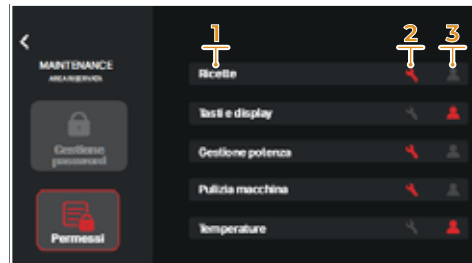 1 2 3
MAINTENANCE
AREA RISERVATA
Ricette
Tasti e display
Gestione
password
Gestione potenza
Pulizia macchina
Permessi
Temperature